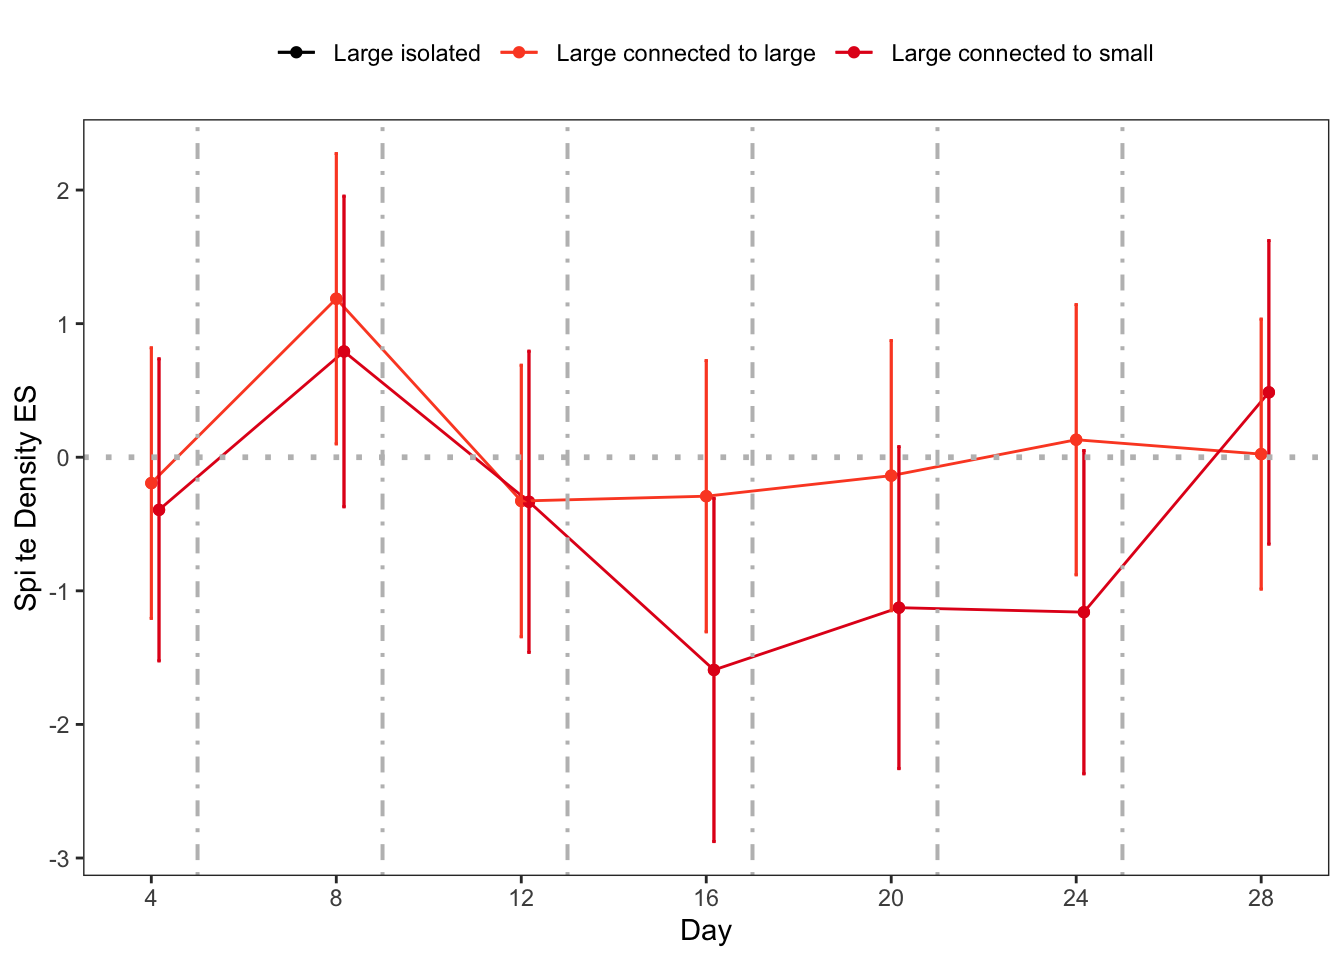 Large isolated Large connected to large Large connected to small
Spi te Density ES
2
1
0
-1
-2
-3
4 8 12 16 20 24 28
Day